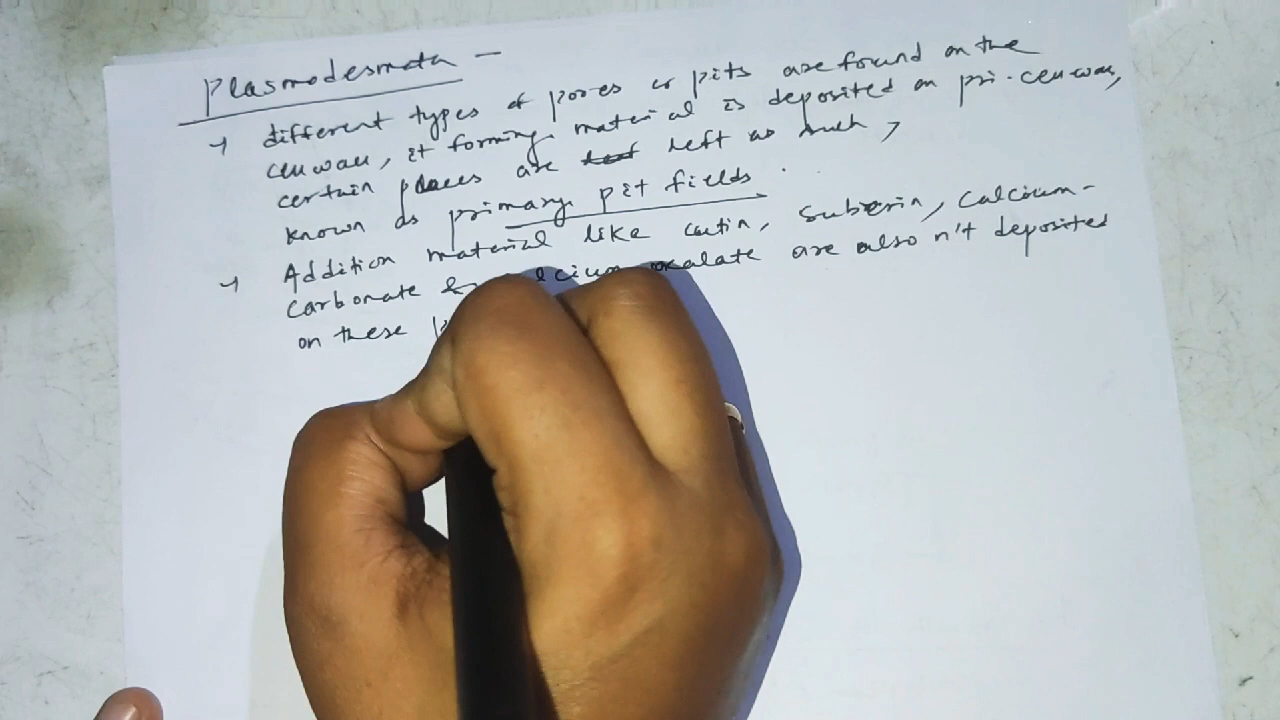 Plasmodesmata -
→ different types of pores or pits are found on the
cell wall, it forming material is deposited on pri. cell wall,
certain places are left as such,
known as primary pit fields.
→ Addition material like cutin, Suberin, Calcium-
Carbonate & calcium oxalate are also n't deposited
on these